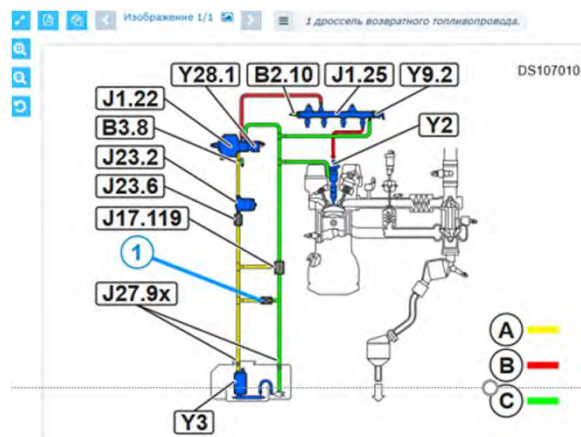 Изображение 1/1
1 дроссель возвратного топливопровода.
DS107010
Y28.1
B2.10
J1.25
Y9.2
J1.22
Y2
B3.8
J23.2
J23.6
J17.119
1
J27.9x
A
B
C
Y3